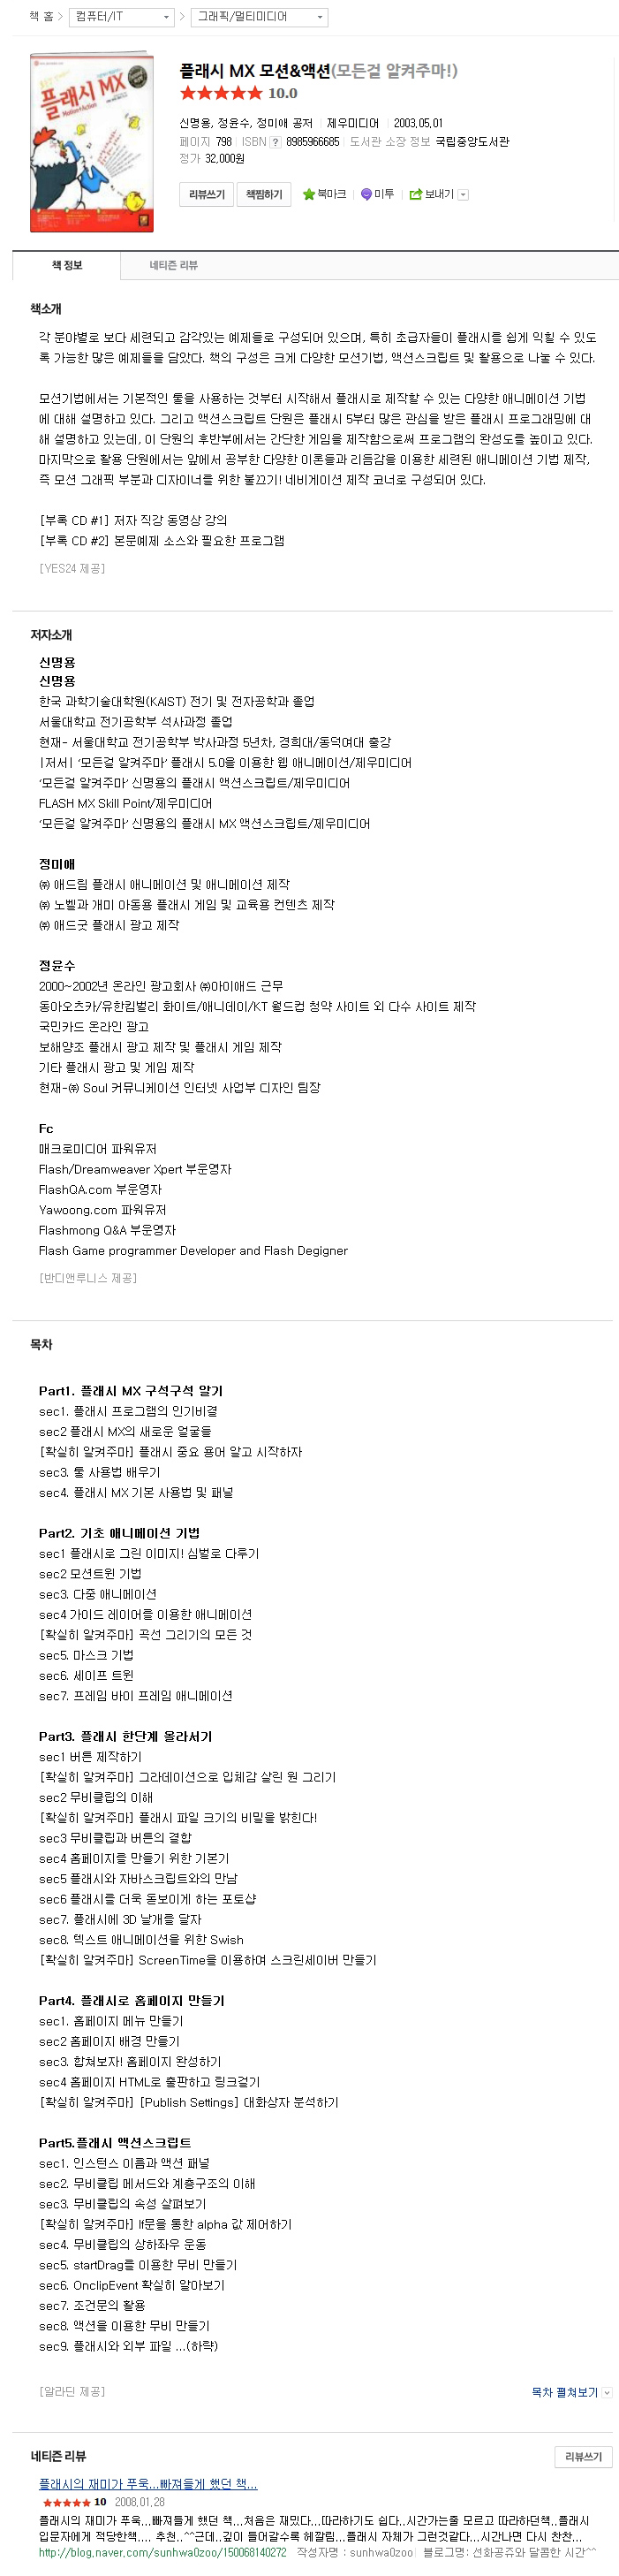 책 홈 > 컴퓨터/IT > 그래픽/멀티미디어
플래시 MX
Motion+Action
플래시 MX 모션&액션(모든걸 알켜주마!)
★★★★★ 10.0
신명용, 정윤수, 정미애 공저 | 제우미디어 | 2003.05.01
페이지 798 | ISBN ? 8985966685 | 도서관 소장 정보 국립중앙도서관
정가 32,000원
리뷰쓰기 책찜하기 북마크 | 미투 | 보내기
책 정보 네티즌 리뷰
책소개
각 분야별로 보다 세련되고 감각있는 예제들로 구성되어 있으며, 특히 초급자들이 플래시를 쉽게 익힐 수 있도
록 가능한 많은 예제들을 담았다. 책의 구성은 크게 다양한 모션기법, 액션스크립트 및 활용으로 나눌 수 있다.
모션기법에서는 기본적인 툴을 사용하는 것부터 시작해서 플래시로 제작할 수 있는 다양한 애니메이션 기법
에 대해 설명하고 있다. 그리고 액션스크립트 단원은 플래시 5부터 많은 관심을 받은 플래시 프로그래밍에 대
해 설명하고 있는데, 이 단원의 후반부에서는 간단한 게임을 제작함으로써 프로그램의 완성도를 높이고 있다.
마지막으로 활용 단원에서는 앞에서 공부한 다양한 이론들과 리듬감을 이용한 세련된 애니메이션 기법 제작,
즉 모션 그래픽 부분과 디자이너를 위한 불끄기! 네비게이션 제작 코너로 구성되어 있다.
[부록 CD #1] 저자 직강 동영상 강의
[부록 CD #2] 본문예제 소스와 필요한 프로그램
[YES24 제공]
저자소개
신명용
신명용
한국 과학기술대학원(KAIST) 전기 및 전자공학과 졸업
서울대학교 전기공학부 석사과정 졸업
현재- 서울대학교 전기공학부 박사과정 5년차, 경희대/동덕여대 출강
|저서| '모든걸 알켜주마' 플래시 5.0을 이용한 웹 애니메이션/제우미디어
'모든걸 알켜주마' 신명용의 플래시 액션스크립트/제우미디어
FLASH MX Skill Point/제우미디어
'모든걸 알켜주마' 신명용의 플래시 MX 액션스크립트/제우미디어
정미애
㈜ 애드림 플래시 애니메이션 및 애니메이션 제작
㈜ 노벨과 개미 아동용 플래시 게임 및 교육용 컨텐츠 제작
㈜ 애드굿 플래시 광고 제작
정윤수
2000~2002년 온라인 광고회사 ㈜아이애드 근무
동아오츠카/유한킴벌리 화이트/애니데이/KT 월드컵 청약 사이트 외 다수 사이트 제작
국민카드 온라인 광고
보해양조 플래시 광고 제작 및 플래시 게임 제작
기타 플래시 광고 및 게임 제작
현재-㈜ Soul 커뮤니케이션 인터넷 사업부 디자인 팀장
Fc
매크로미디어 파워유저
Flash/Dreamweaver Xpert 부운영자
FlashQA.com 부운영자
Yawoong.com 파워유저
Flashmong Q&A 부운영자
Flash Game programmer Developer and Flash Degigner
[반디앤루니스 제공]
목차
Part1. 플래시 MX 구석구석 알기
sec1. 플래시 프로그램의 인기비결
sec2 플래시 MX의 새로운 얼굴들
[확실히 알켜주마] 플래시 중요 용어 알고 시작하자
sec3. 툴 사용법 배우기
sec4. 플래시 MX 기본 사용법 및 패널
Part2. 기초 애니메이션 기법
sec1 플래시로 그린 이미지! 심벌로 다루기
sec2 모션트윈 기법
sec3. 다중 애니메이션
sec4 가이드 레이어를 이용한 애니메이션
[확실히 알켜주마] 곡선 그리기의 모든 것
sec5. 마스크 기법
sec6. 셰이프 트윈
sec7. 프레임 바이 프레임 애니메이션
Part3. 플래시 한단계 올라서기
sec1 버튼 제작하기
[확실히 알켜주마] 그라데이션으로 입체감 살린 원 그리기
sec2 무비클립의 이해
[확실히 알켜주마] 플래시 파일 크기의 비밀을 밝힌다!
sec3 무비클립과 버튼의 결합
sec4 홈페이지를 만들기 위한 기본기
sec5 플래시와 자바스크립트와의 만남
sec6 플래시를 더욱 돋보이게 하는 포토샵
sec7. 플래시에 3D 날개를 달자
sec8. 텍스트 애니메이션을 위한 Swish
[확실히 알켜주마] ScreenTime을 이용하여 스크린세이버 만들기
Part4. 플래시로 홈페이지 만들기
sec1. 홈페이지 메뉴 만들기
sec2 홈페이지 배경 만들기
sec3. 합쳐보자! 홈페이지 완성하기
sec4 홈페이지 HTML로 출판하고 링크걸기
[확실히 알켜주마] [Publish Settings] 대화상자 분석하기
Part5.플래시 액션스크립트
sec1. 인스턴스 이름과 액션 패널
sec2. 무비클립 메서드와 계층구조의 이해
sec3. 무비클립의 속성 살펴보기
[확실히 알켜주마] If문을 통한 alpha 값 제어하기
sec4. 무비클립의 상하좌우 운동
sec5. startDrag를 이용한 무비 만들기
sec6. OnclipEvent 확실히 알아보기
sec7. 조건문의 활용
sec8. 액션을 이용한 무비 만들기
sec9. 플래시와 외부 파일 ...(하략)
[알라딘 제공] 목차 펼쳐보기
네티즌 리뷰 리뷰쓰기
플래시의 재미가 푸욱...빠져들게 했던 책...
★★★★★ 10 2008.01.28
플래시의 재미가 푸욱...빠져들게 했던 책...처음은 재밌다...따라하기도 쉽다..시간가는줄 모르고 따라하던책..플래시
입문자에게 적당한책.... 추천..^^근데..깊이 들어갈수록 헤깔림...플래시 자체가 그런것같다...시간나면 다시 찬찬...
http://blog.naver.com/sunhwa0zoo/150068140272 작성자명 : sunhwa0zoo | 블로그명: 선화공쥬와 달콤한 시간^^